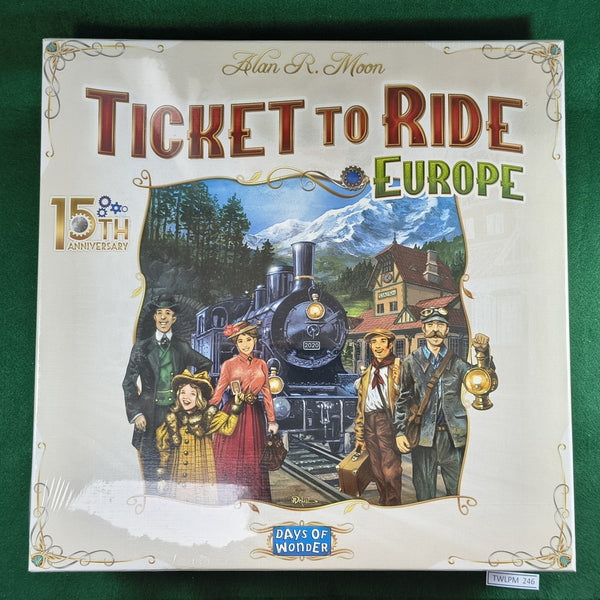 Alan R. Moon
TICKET TO RIDE
EUROPE
15TH
ANNIVERSARY
2020
DAYS OF
WONDER
TWLPM 246